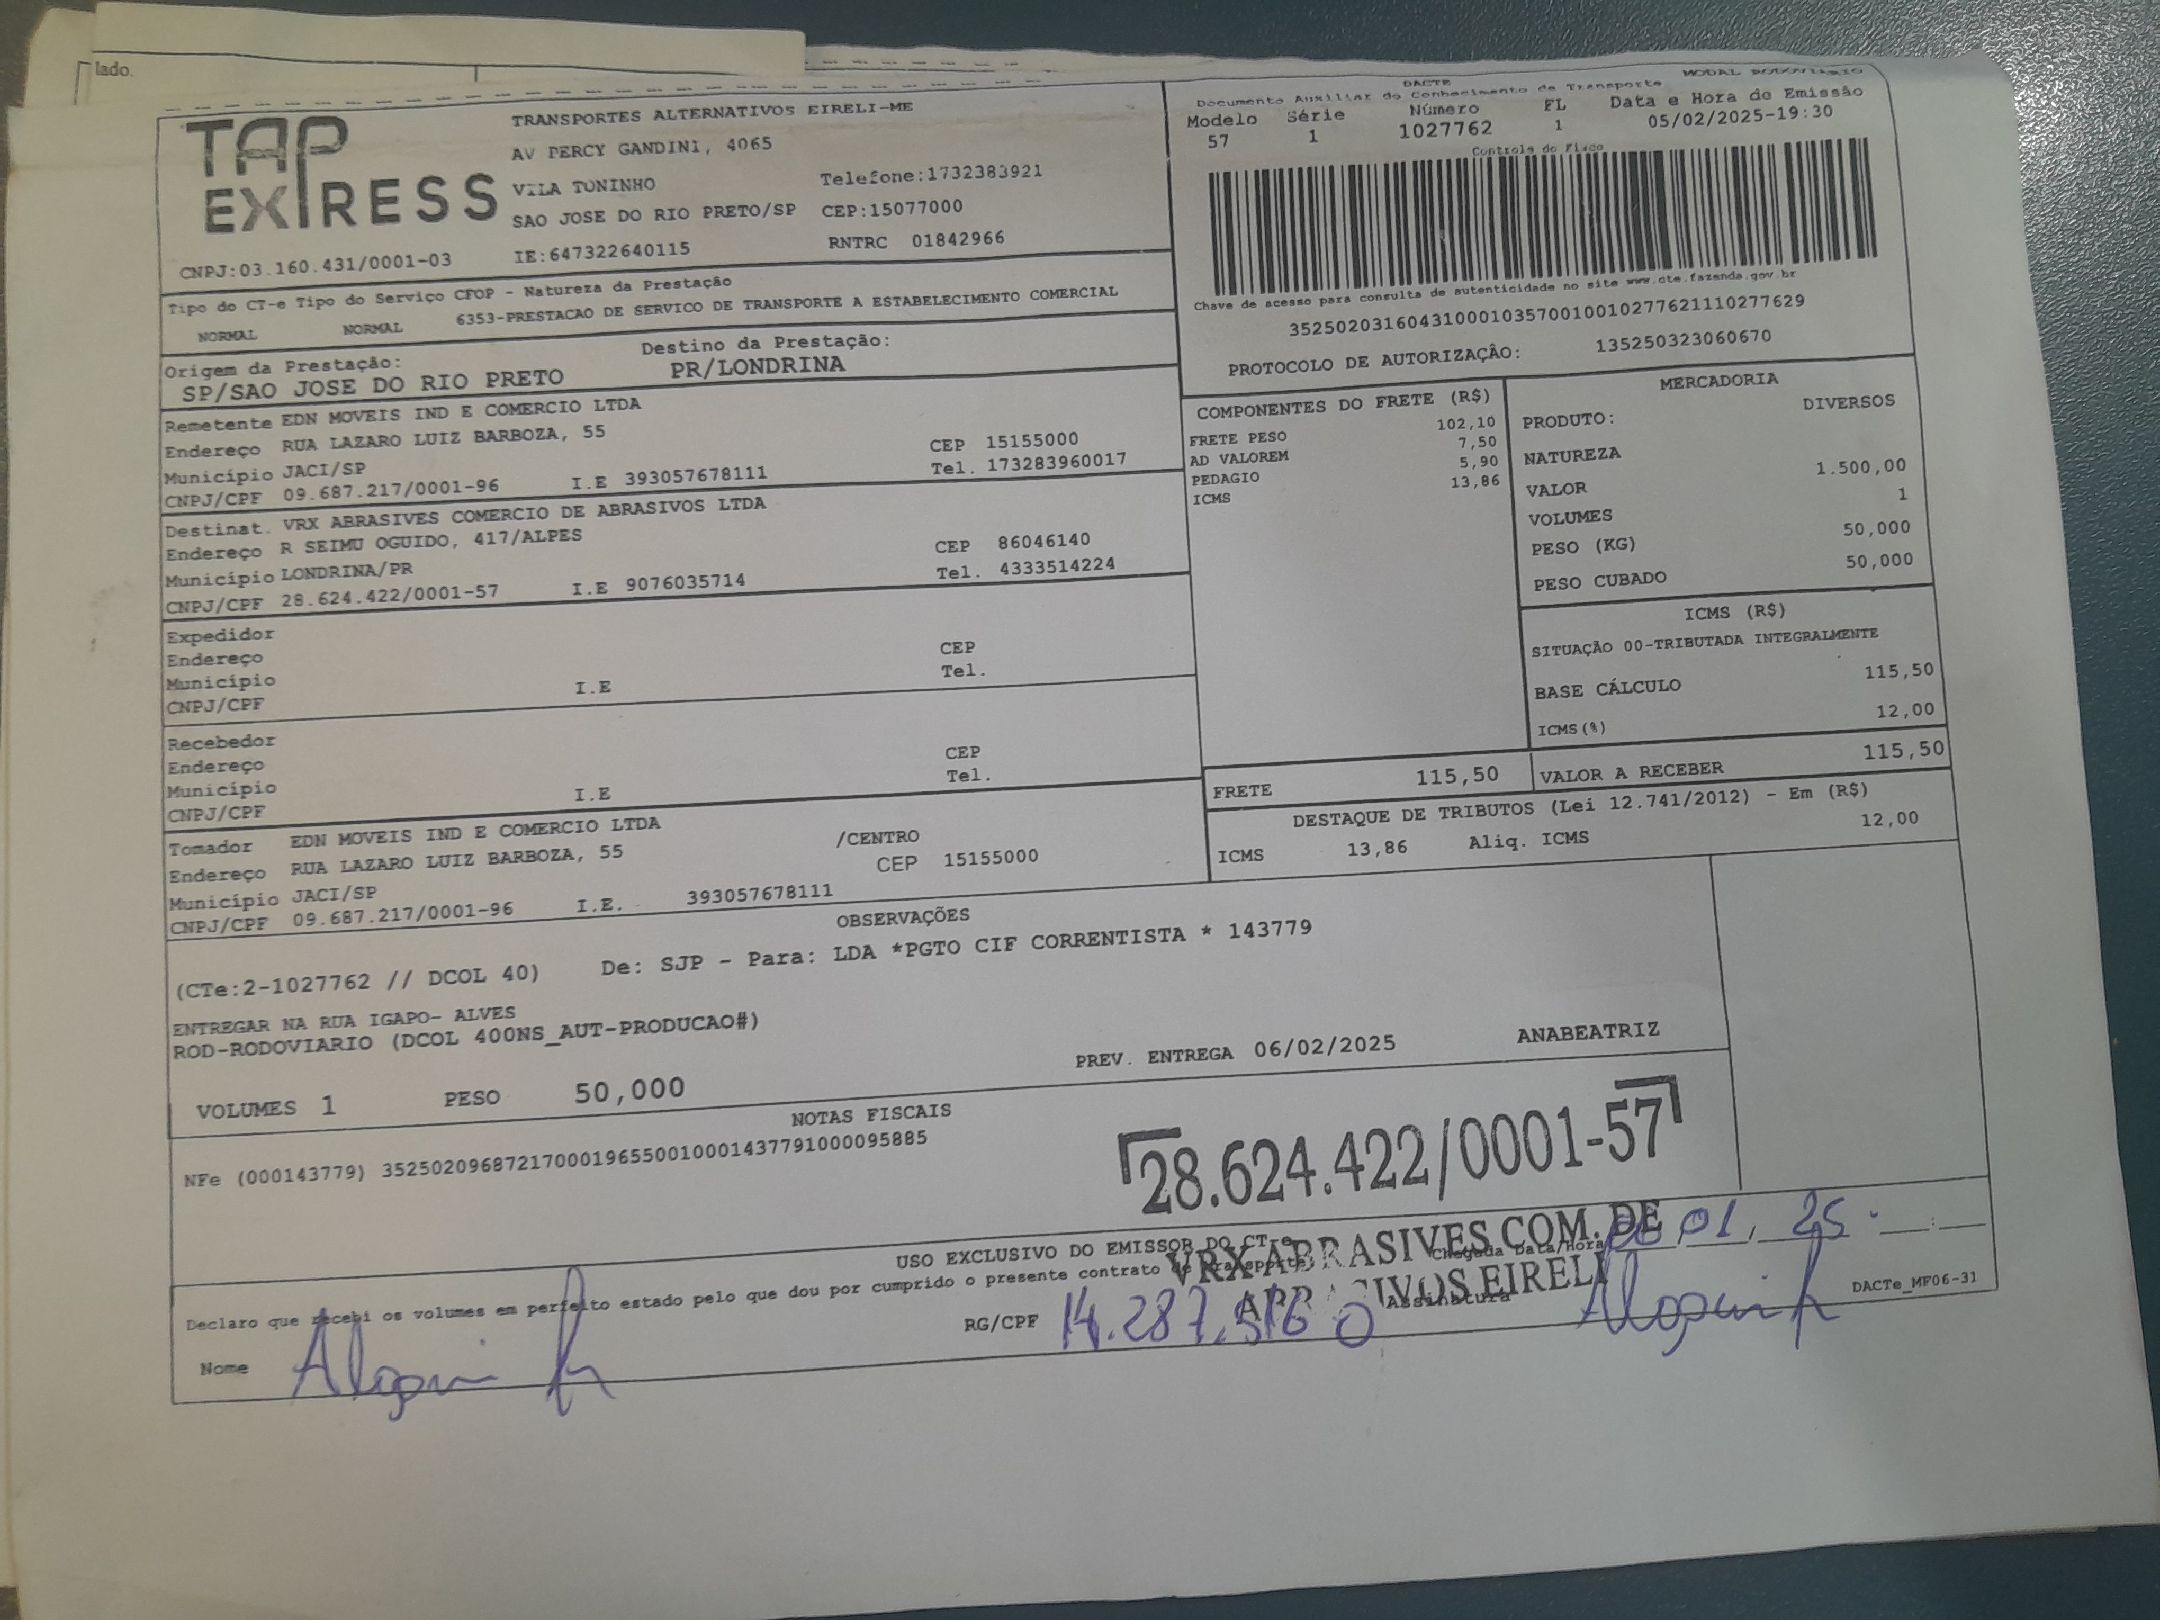 lado.
TAP
EXPRESS
TRANSPORTES ALTERNATIVOS EIRELI-ME
AV PERCY GANDINI, 4065
VILA TONINHO Telefone:1732383921
SAO JOSE DO RIO PRETO/SP CEP:15077000
CNPJ:03.160.431/0001-03 IE:647322640115 RNTRC 01842966
DACTE MODAL RODOVIARIO
Documento Auxiliar do Conhecimento de Transporte
Modelo Série Número FL Data e Hora de Emissão
57 1 1027762 1 05/02/2025-19:30
Controle do Fisco
Chave de acesso para consulta de autenticidade no site www.cte.fazenda.gov.br
35250203160431000103570010010277621110277629
PROTOCOLO DE AUTORIZAÇÂO: 135250323060670
Tipo do CT-e Tipo do Serviço CFOP - Natureza da Prestação
NORMAL NORMAL 6353-PRESTACAO DE SERVICO DE TRANSPORTE A ESTABELECIMENTO COMERCIAL
Origem da Prestação: Destino da Prestação:
SP/SAO JOSE DO RIO PRETO PR/LONDRINA
Remetente EDN MOVEIS IND E COMERCIO LTDA
Endereço RUA LAZARO LUIZ BARBOZA, 55 CEP 15155000
Município JACI/SP Tel. 173283960017
CNPJ/CPF 09.687.217/0001-96 I.E 393057678111
Destinat. VRX ABRASIVES COMERCIO DE ABRASIVOS LTDA
Endereço R SEIMU OGUIDO, 417/ALPES CEP 86046140
Município LONDRINA/PR Tel. 4333514224
CNPJ/CPF 28.624.422/0001-57 I.E 9076035714
Expedidor
Endereço CEP
Município Tel.
CNPJ/CPF I.E
Recebedor
Endereço CEP
Município Tel.
CNPJ/CPF I.E
Tomador EDN MOVEIS IND E COMERCIO LTDA
Endereço RUA LAZARO LUIZ BARBOZA, 55 /CENTRO
Município JACI/SP CEP 15155000
CNPJ/CPF 09.687.217/0001-96 I.E. 393057678111
COMPONENTES DO FRETE (R$)
FRETE PESO 102,10
AD VALOREM 7,50
PEDAGIO 5,90
ICMS 13,86
MERCADORIA
PRODUTO: DIVERSOS
NATUREZA
VALOR 1.500,00
VOLUMES 1
PESO (KG) 50,000
PESO CUBADO 50,000
ICMS (R$)
SITUAÇÃO 00-TRIBUTADA INTEGRALMENTE
BASE CÁLCULO 115,50
ICMS(%) 12,00
FRETE 115,50 VALOR A RECEBER 115,50
DESTAQUE DE TRIBUTOS (Lei 12.741/2012) - Em (R$)
ICMS 13,86 Aliq. ICMS 12,00
OBSERVAÇÕES
(CTe:2-1027762 // DCOL 40) De: SJP - Para: LDA *PGTO CIF CORRENTISTA * 143779
ENTREGAR NA RUA IGAPO- ALVES
ROD-RODOVIARIO (DCOL 400NS_AUT-PRODUCAO#)
PREV. ENTREGA 06/02/2025 ANABEATRIZ
VOLUMES 1 PESO 50,000
NOTAS FISCAIS
NFe (000143779) 35250209687217000196550010001437791000095885
28.624.422/0001-57
VRX ABRASIVES COM. DE
ABRASIVOS EIRELI
USO EXCLUSIVO DO EMISSOR DO CT-e
Declaro que recebi os volumes em perfeito estado pelo que dou por cumprido o presente contrato de transporte.
Chegada Data/Hora 01, 25
Nome RG/CPF Assinatura
DACTe_MF06-31